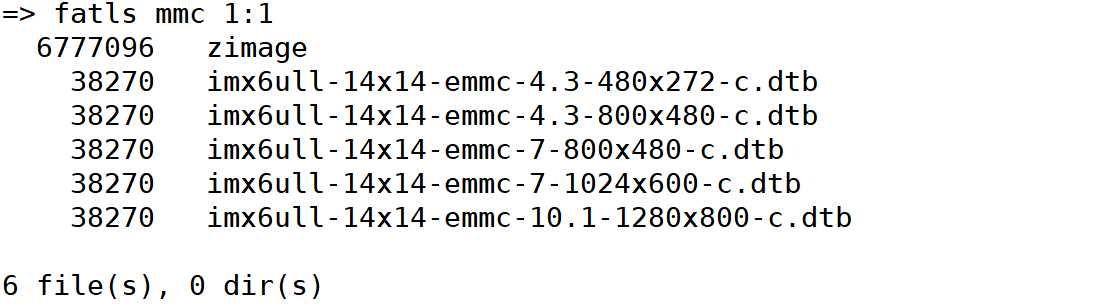 => fatls mmc 1:1
  6777096   zimage
    38270   imx6ull-14x14-emmc-4.3-480x272-c.dtb
    38270   imx6ull-14x14-emmc-4.3-800x480-c.dtb
    38270   imx6ull-14x14-emmc-7-800x480-c.dtb
    38270   imx6ull-14x14-emmc-7-1024x600-c.dtb
    38270   imx6ull-14x14-emmc-10.1-1280x800-c.dtb
6 file(s), 0 dir(s)